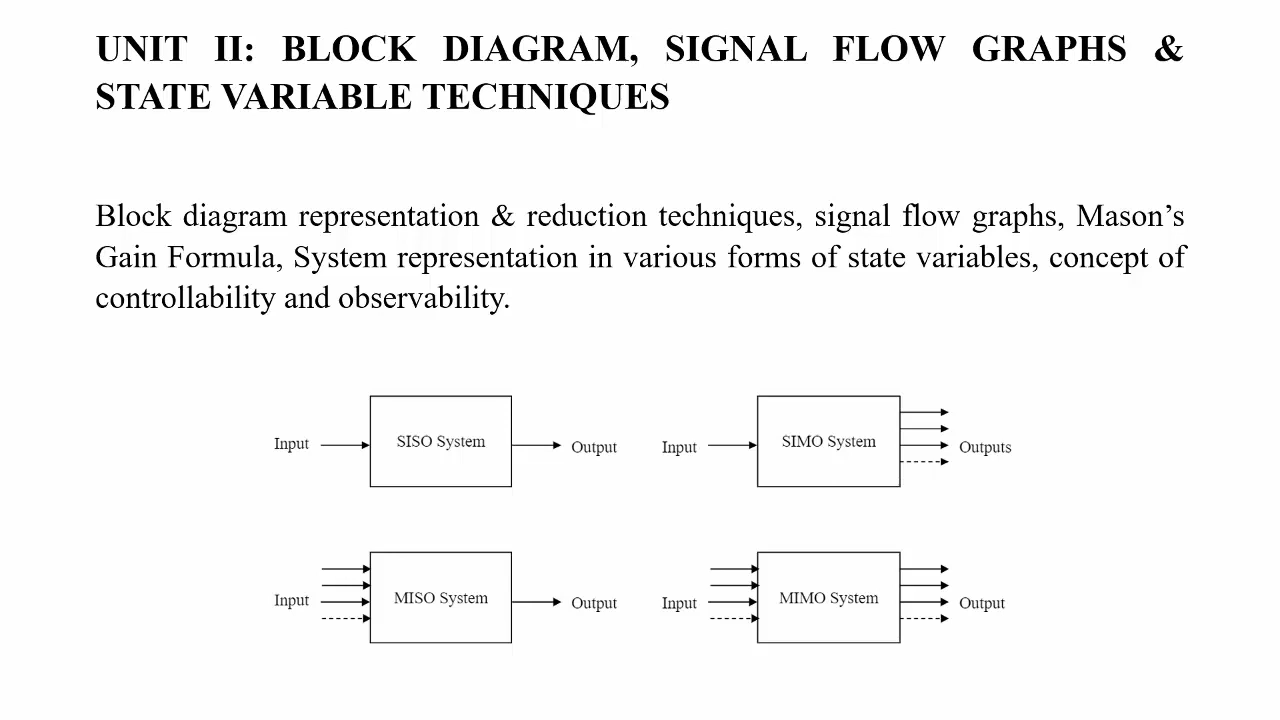 UNIT II: BLOCK DIAGRAM, SIGNAL FLOW GRAPHS &
STATE VARIABLE TECHNIQUES
Block diagram representation & reduction techniques, signal flow graphs, Mason’s
Gain Formula, System representation in various forms of state variables, concept of
controllability and observability.
Input SISO System Output
Input SIMO System Outputs
Input MISO System Output
Input MIMO System Output